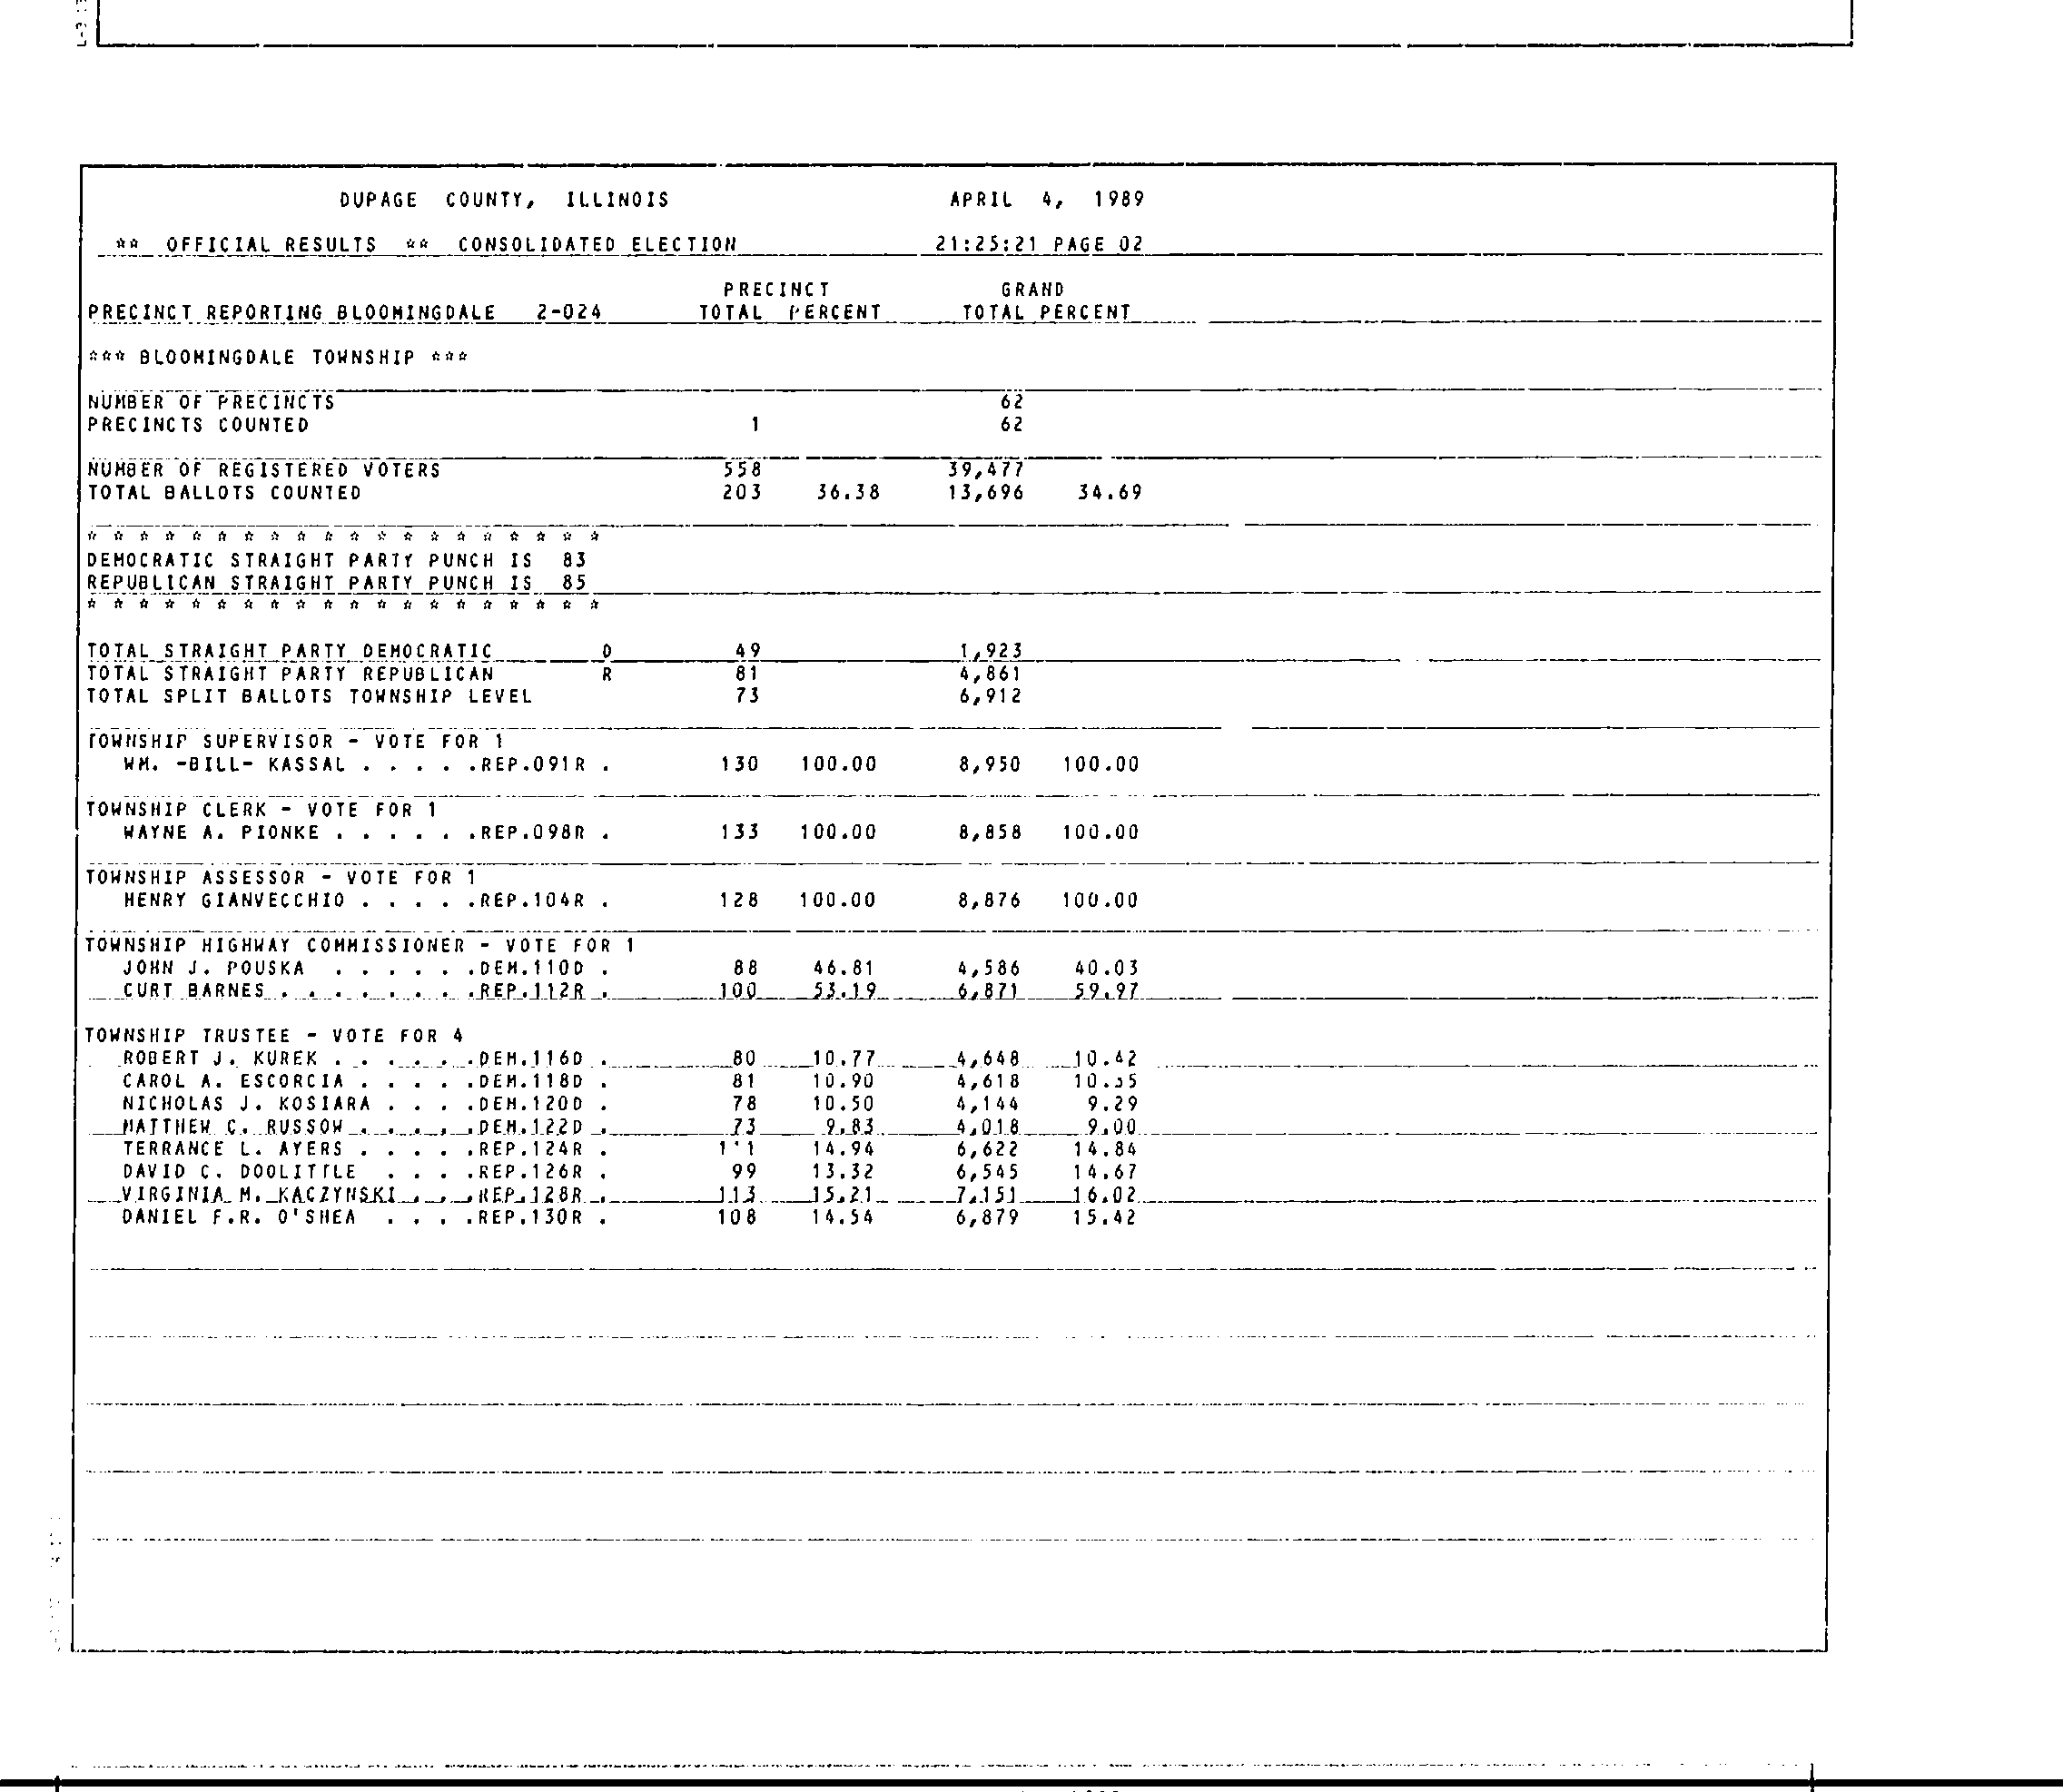 DUPAGE COUNTY, ILLINOIS APRIL 4, 1989
** OFFICIAL RESULTS ** CONSOLIDATED ELECTION 21:25:21 PAGE 02
PRECINCT GRAND
PRECINCT REPORTING BLOOMINGDALE 2-024 TOTAL PERCENT TOTAL PERCENT
*** BLOOMINGDALE TOWNSHIP ***
NUMBER OF PRECINCTS 62
PRECINCTS COUNTED 1 62
NUMBER OF REGISTERED VOTERS 558 39,477
TOTAL BALLOTS COUNTED 203 36.38 13,696 34.69
* * * * * * * * * * * * * * * * * * * *
DEMOCRATIC STRAIGHT PARTY PUNCH IS 83
REPUBLICAN STRAIGHT PARTY PUNCH IS 85
* * * * * * * * * * * * * * * * * * * *
TOTAL STRAIGHT PARTY DEMOCRATIC D 49 1,923
TOTAL STRAIGHT PARTY REPUBLICAN R 81 4,861
TOTAL SPLIT BALLOTS TOWNSHIP LEVEL 73 6,912
TOWNSHIP SUPERVISOR - VOTE FOR 1
WM. -BILL- KASSAL . . . . .REP.091R . 130 100.00 8,950 100.00
TOWNSHIP CLERK - VOTE FOR 1
WAYNE A. PIONKE . . . . . .REP.098R . 133 100.00 8,858 100.00
TOWNSHIP ASSESSOR - VOTE FOR 1
HENRY GIANVECCHIO . . . . .REP.104R . 128 100.00 8,876 100.00
TOWNSHIP HIGHWAY COMMISSIONER - VOTE FOR 1
JOHN J. POUSKA . . . . . .DEM.110D . 88 46.81 4,586 40.03
CURT BARNES . . . . . . . .REP.112R . 100 53.19 6,871 59.97
TOWNSHIP TRUSTEE - VOTE FOR 4
ROBERT J. KUREK . . . . . .DEM.116D . 80 10.77 4,648 10.42
CAROL A. ESCORCIA . . . . .DEM.118D . 81 10.90 4,618
NICHOLAS J. KOSIARA . . . .DEM.120D . 78 10.50 4,144 9.29
MATTHEW C. RUSSOW . . . . .DEM.122D . 73 9.83 4,018 9.00
TERRANCE L. AYERS . . . . .REP.124R . 14.94 6,622 14.84
DAVID C. DOOLITTLE . . . .REP.126R . 99 13.32 6,545 14.67
VIRGINIA M. KACZYNSKI . . .REP.128R . 113 15.21 7,151 16.02
DANIEL F.R. O'SHEA . . . .REP.130R . 108 14.54 6,879 15.42